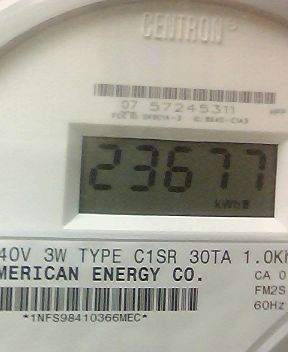 CENTRON®
07 57245311
23677
kWh
40V 3W TYPE C1SR 30TA 1.0Kh
MERICAN ENERGY CO.
CA 0
FM2S
60Hz
*1NFS98410366MEC*